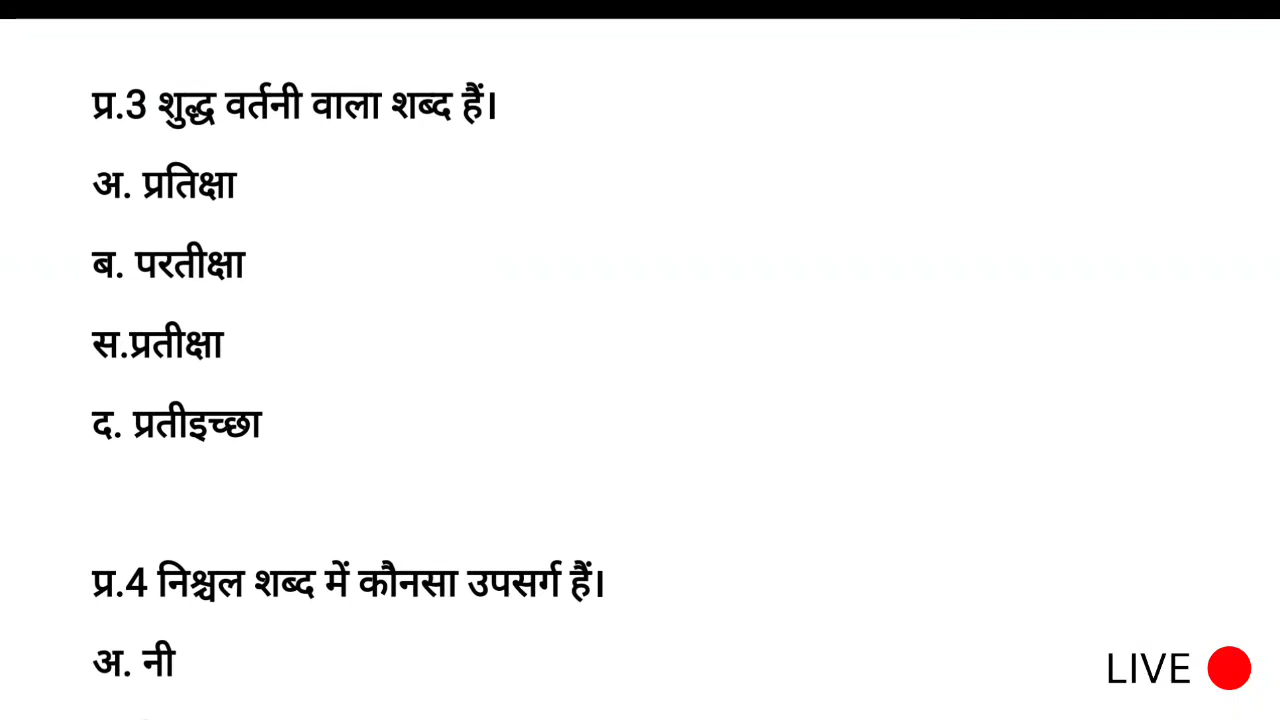 प्र.3 शुद्ध वर्तनी वाला शब्द हैं।
अ. प्रतिक्षा
ब. परतीक्षा
स.प्रतीक्षा
द. प्रतीइच्छा
प्र.4 निश्चल शब्द में कौनसा उपसर्ग हैं।
अ. नी
LIVE